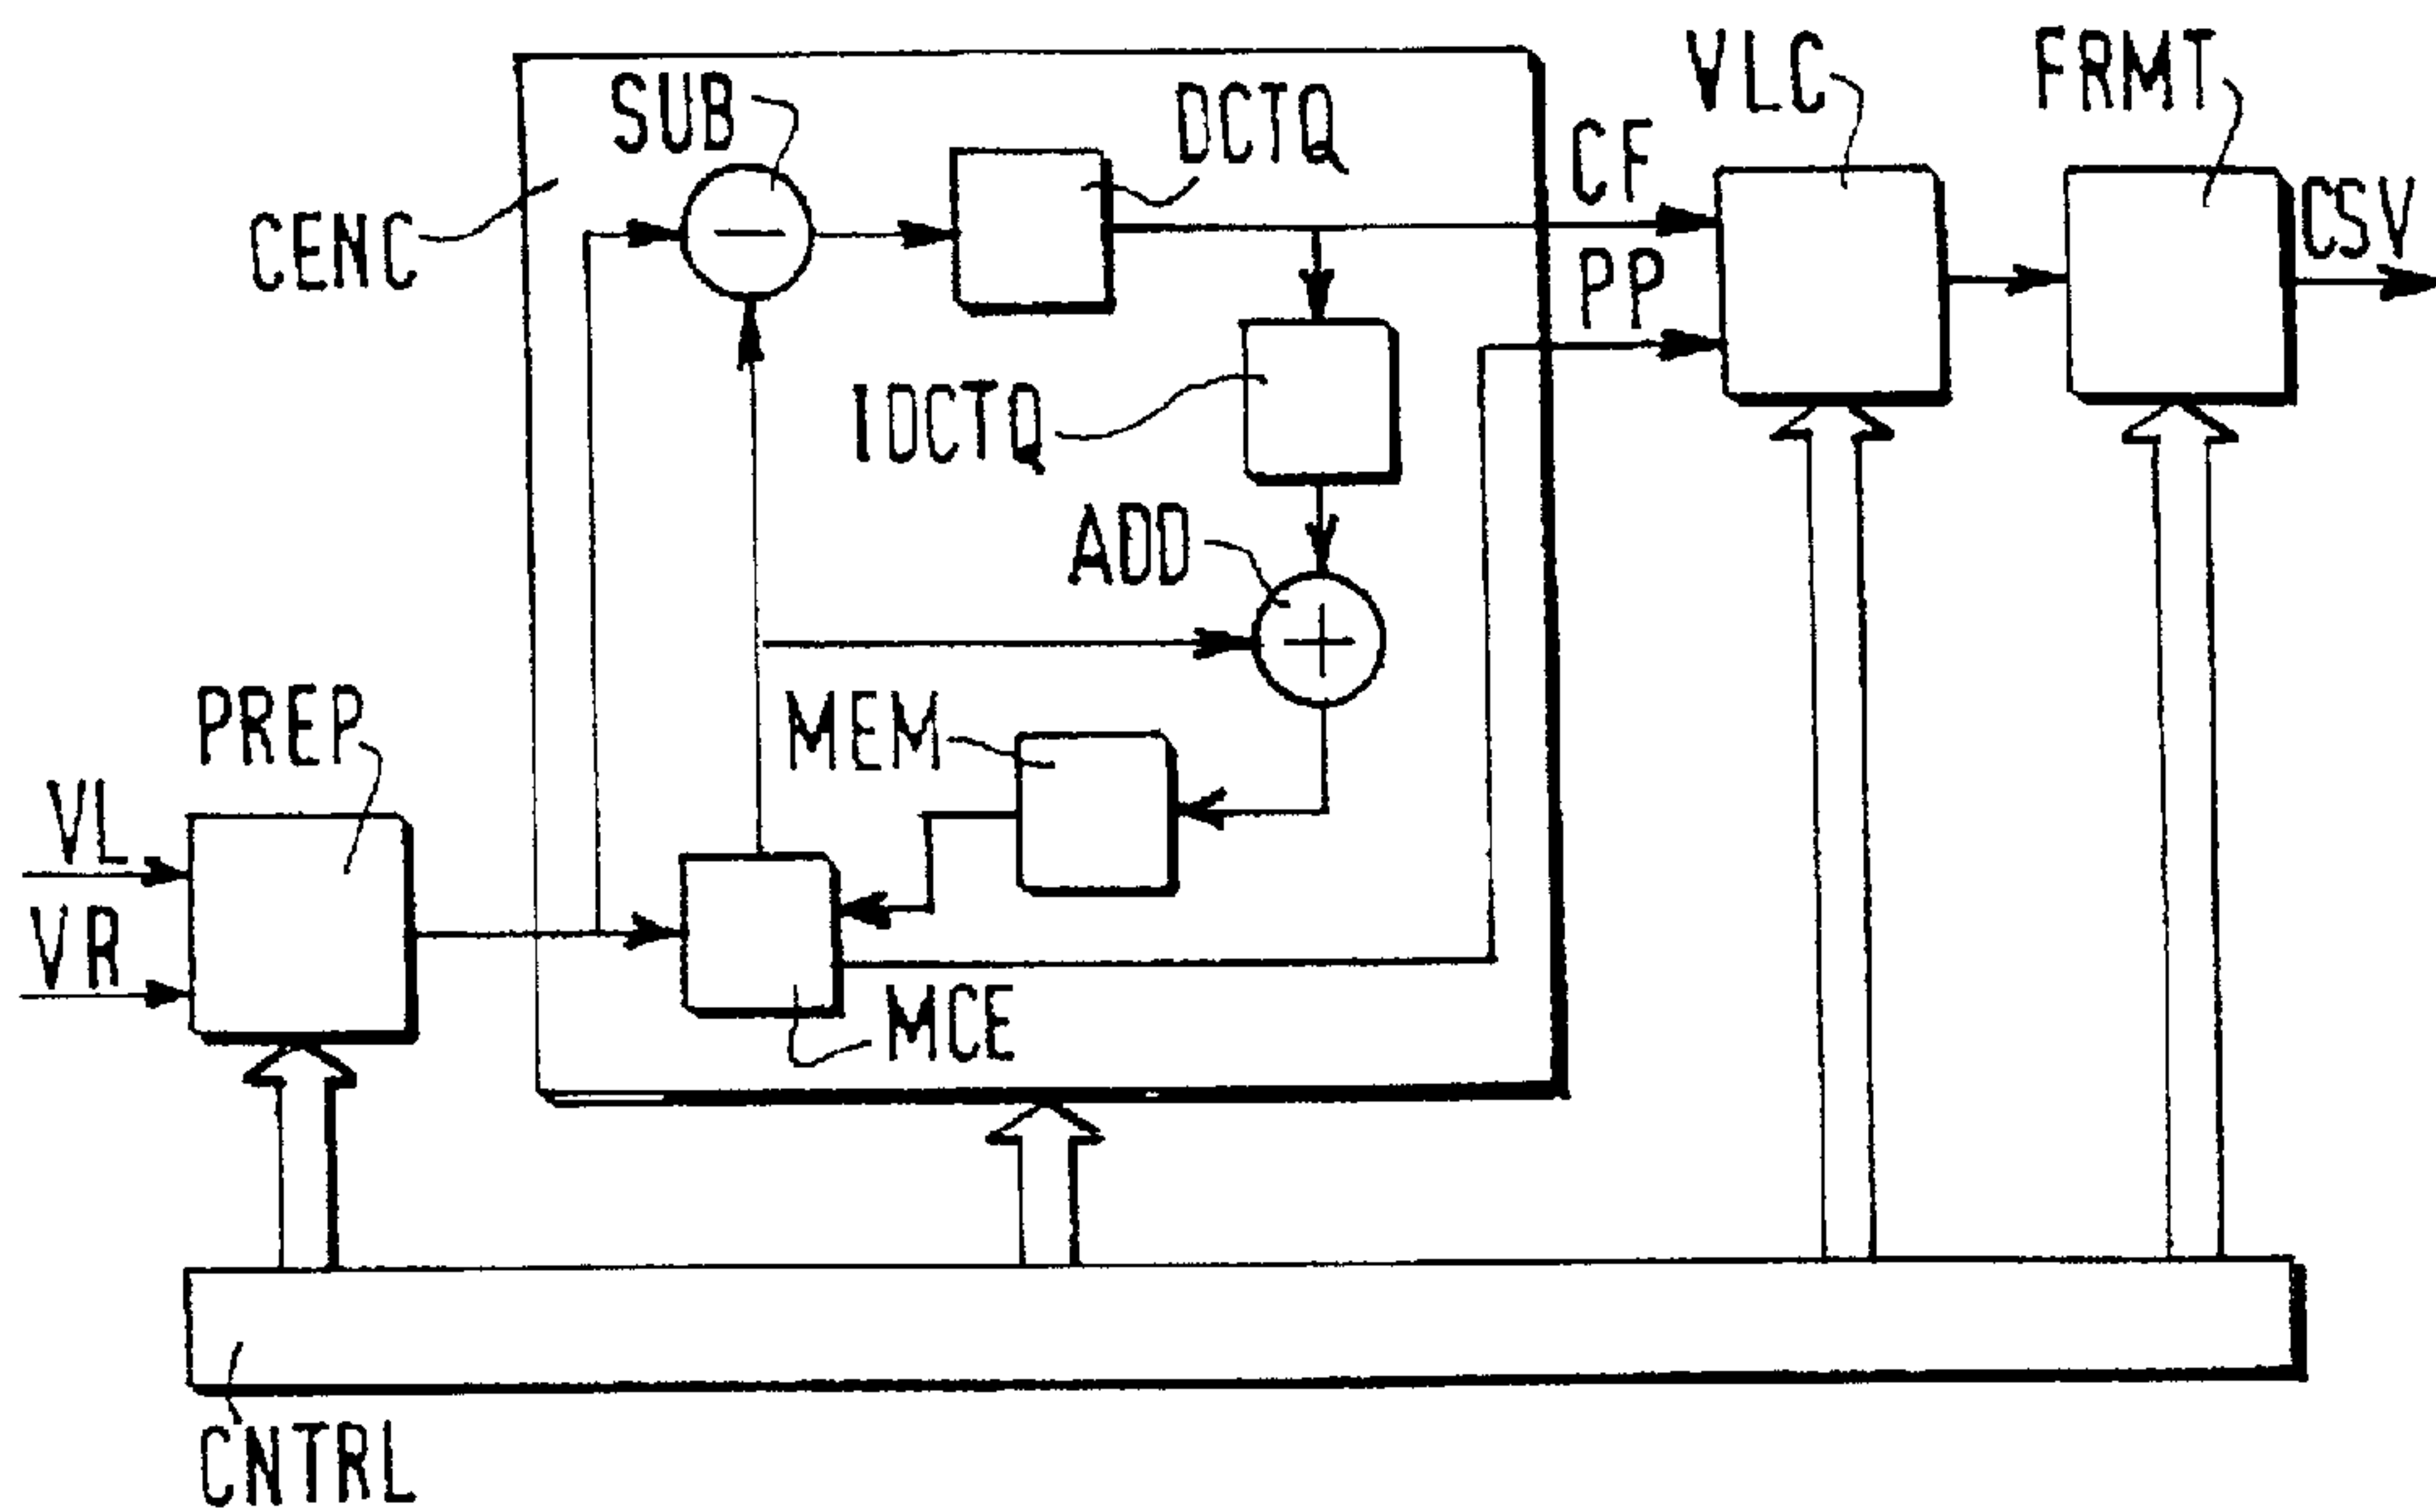 VLC
FRMT
SUB
DCTQ
CF
CSV
CENC
PP
IDCTQ
ADD
PREP
MEM
VL
VR
MCE
CNTRL